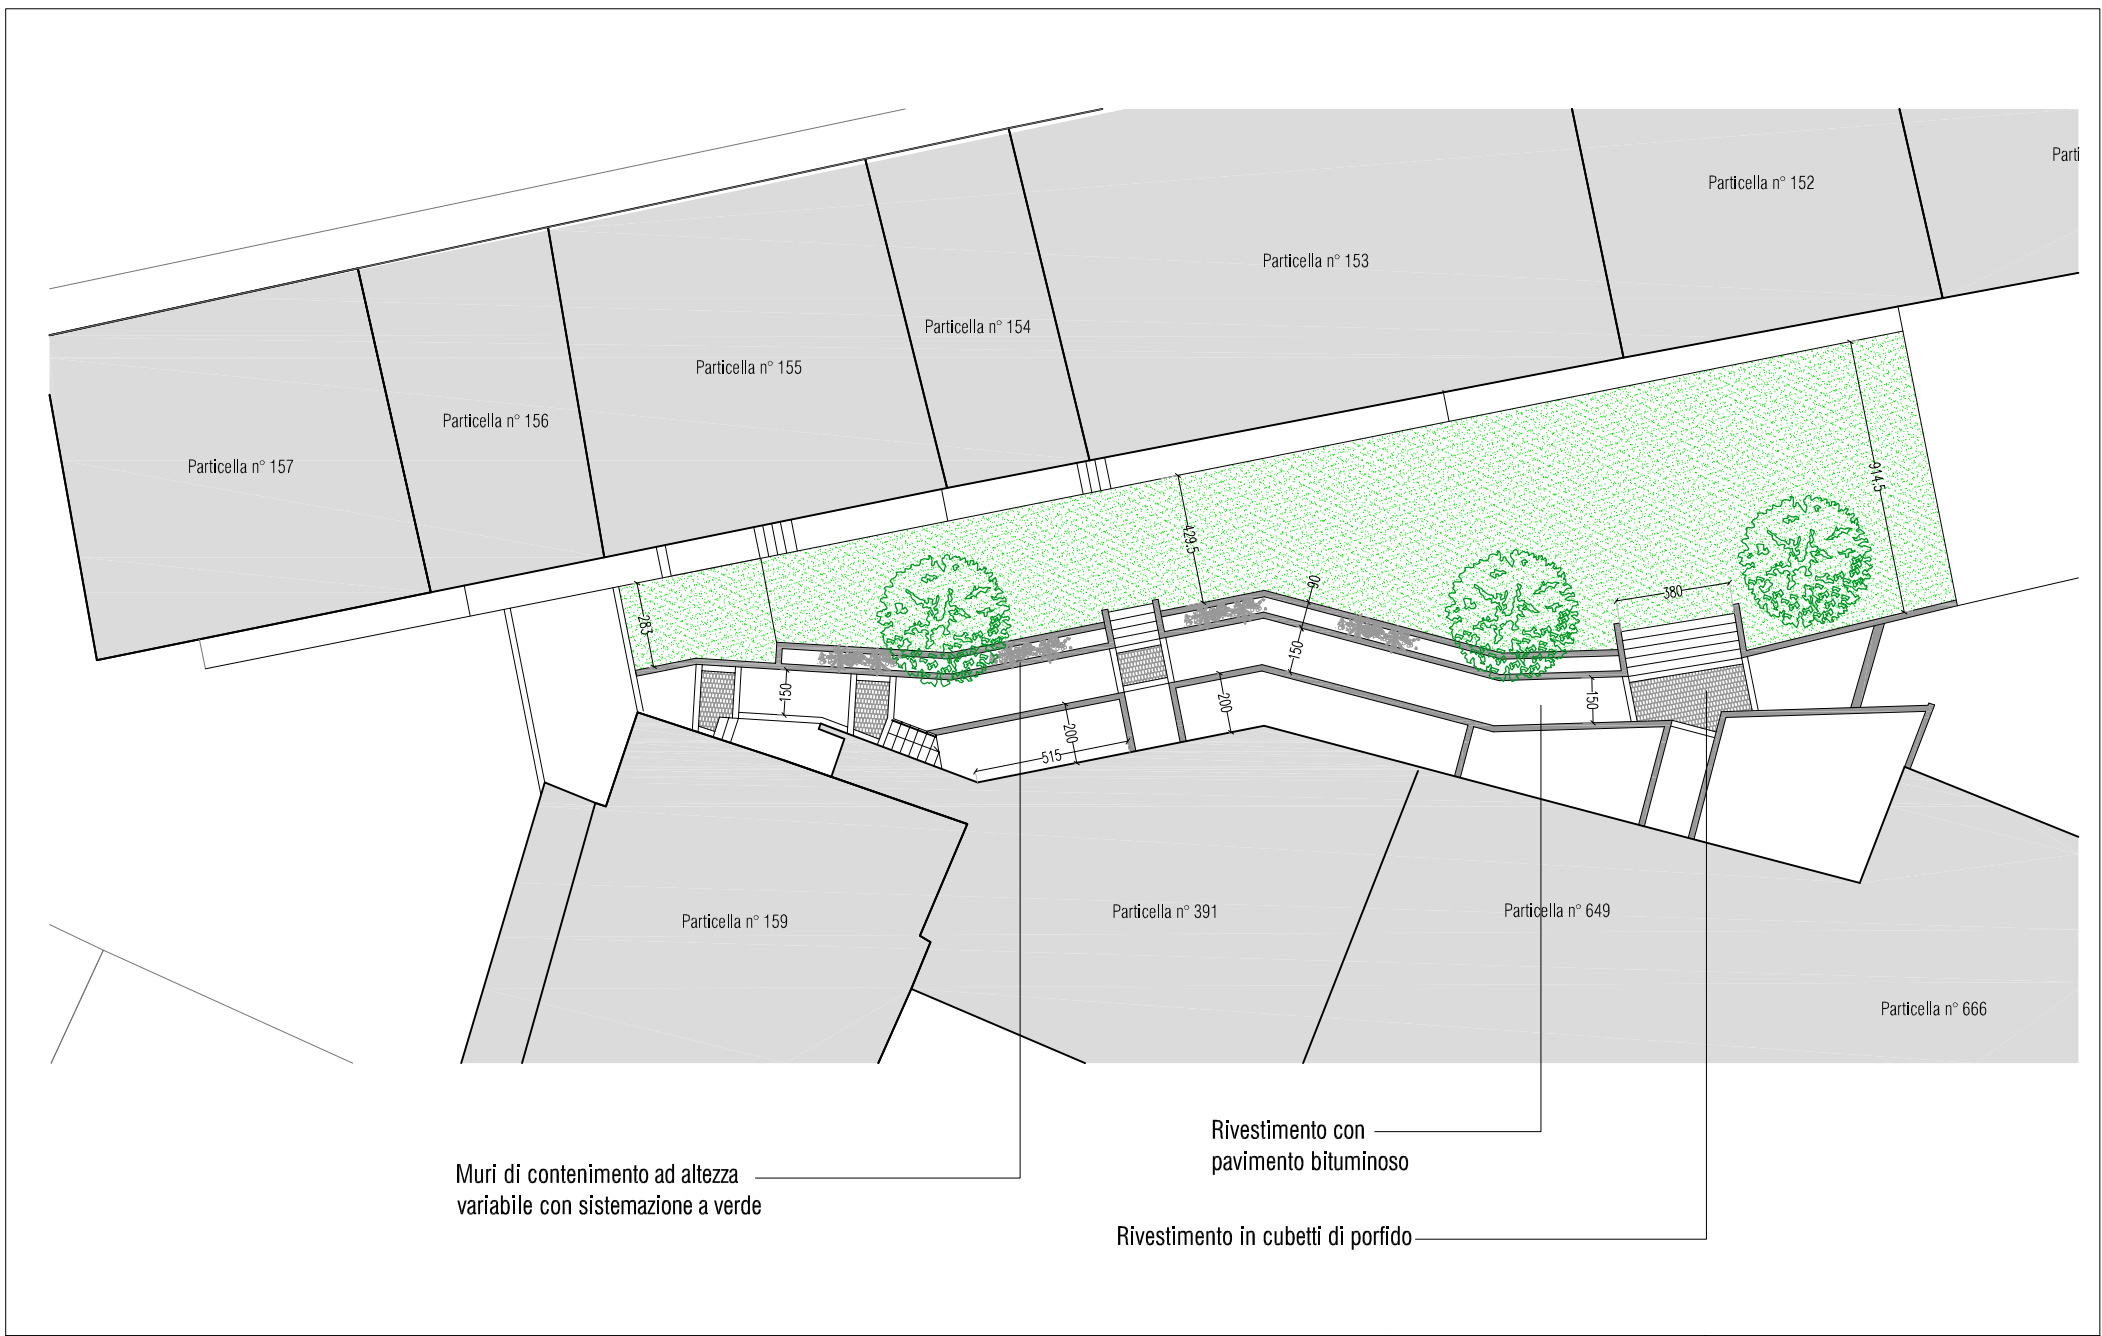 Parti
Particella n° 152
Particella n° 153
Particella n° 154
Particella n° 155
Particella n° 156
Particella n° 157
914.5
429.5
90
380
283
150
150
150
200
200
515
Particella n° 159
Particella n° 391
Particella n° 649
Particella n° 666
Rivestimento con
pavimento bituminoso
Muri di contenimento ad altezza
variabile con sistemazione a verde
Rivestimento in cubetti di porfido